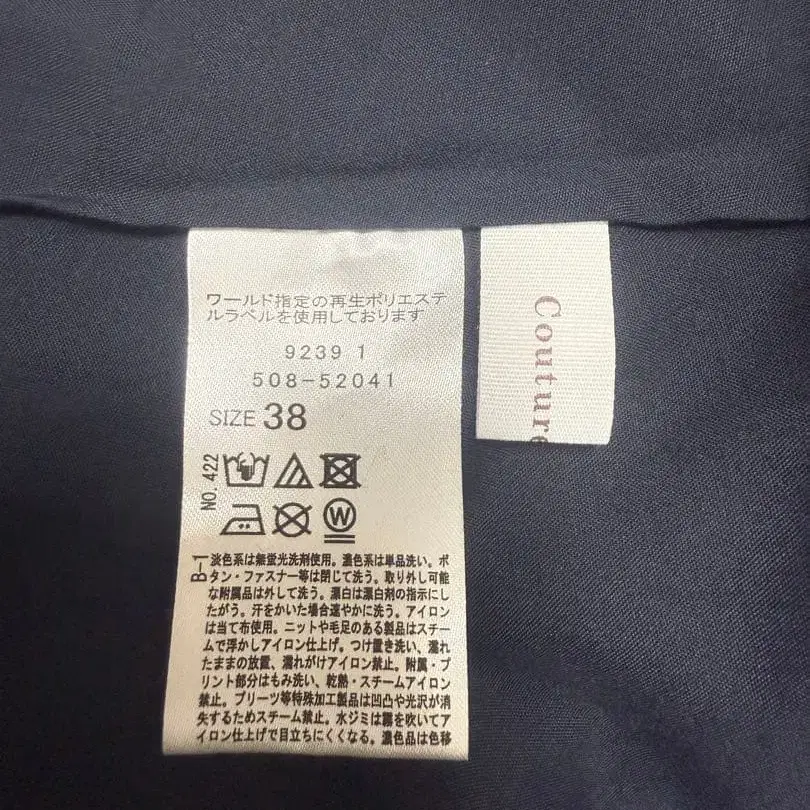 ワールド指定の再生ポリエステ
ルラベルを使用しております
9239 1
508-52041
SIZE 38
NO.422
W
B-1
淡色系は無蛍光洗剤使用。濃色系は単品洗い。ボ
タン・ファスナー等は閉じて洗う。取り外し可能
な附属品は外して洗う。漂白は漂白剤の指示にし
たがう。汗をかいた場合速やかに洗う。アイロン
は当て布使用。ニットや毛足のある製品はスチー
ムで浮かしアイロン仕上げ。つけ置き洗い、濡れ
たままの放置、濡れがけアイロン禁止。附属・プ
リント部分はもみ洗い、乾熱・スチームアイロン
禁止。プリーツ等特殊加工製品は凹凸や光沢が消
失するためスチーム禁止。水ジミは霧を吹いてア
イロン仕上げで目立ちにくくなる。濃色品は色移
Couture